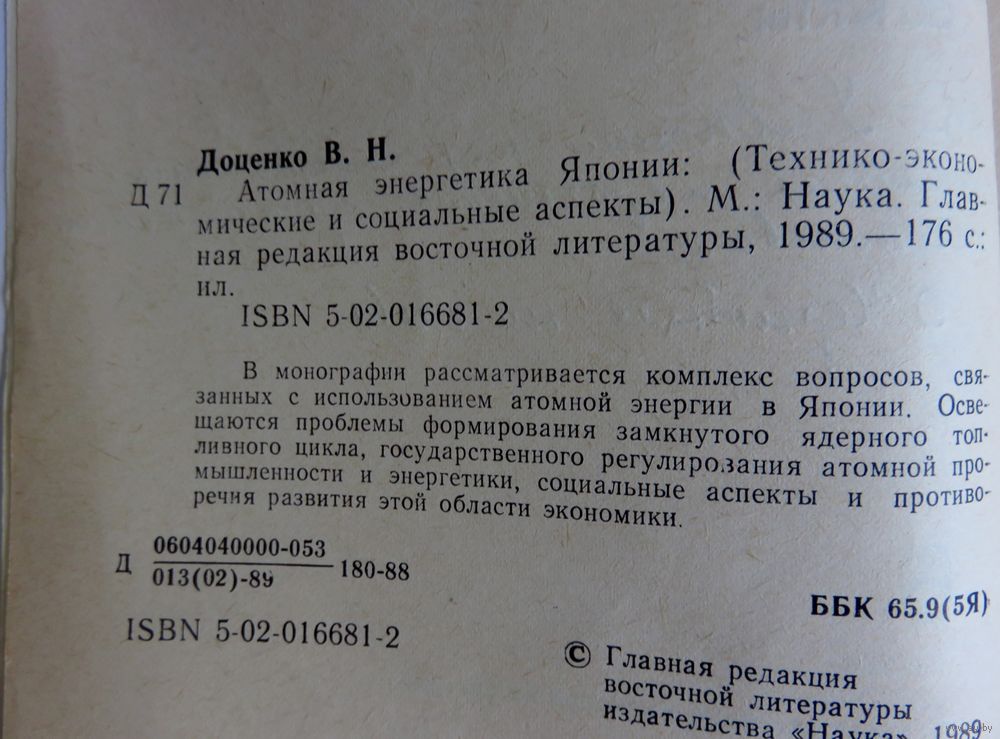 Доценко В. Н.
Д 71 Атомная энергетика Японии: (Технико-эконо-
мические и социальные аспекты). М.: Наука. Глав-
ная редакция восточной литературы, 1989.—176 с.:
ил.
ISBN 5-02-016681-2
В монографии рассматривается комплекс вопросов, свя-
занных с использованием атомной энергии в Японии. Осве-
щаются проблемы формирования замкнутого ядерного топ-
ливного цикла, государственного регулирования атомной про-
мышленности и энергетики, социальные аспекты и противо-
речия развития этой области экономики.
Д 0604040000-053
013(02)-89 180-88
ББК 65.9(5Я)
ISBN 5-02-016681-2
© Главная редакция
восточной литературы
издательства «Наука», 1989